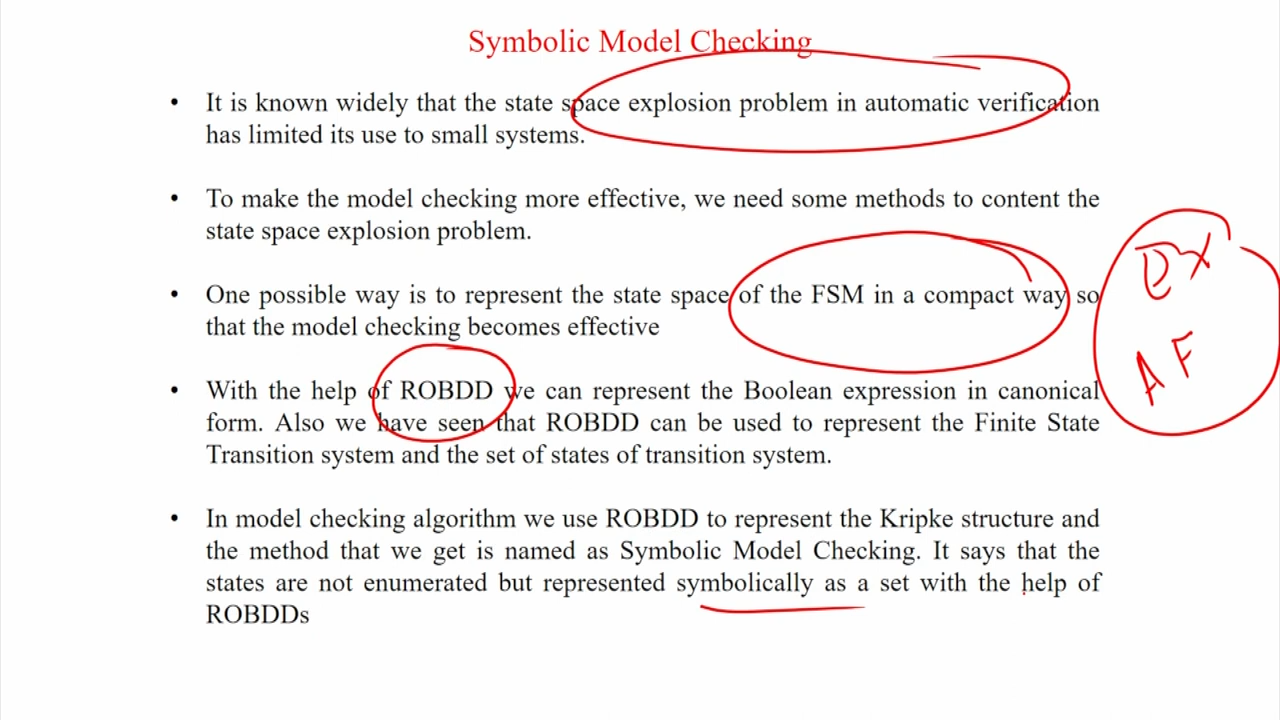 Symbolic Model Checking
• It is known widely that the state space explosion problem in automatic verification
has limited its use to small systems.
• To make the model checking more effective, we need some methods to content the
state space explosion problem.
• One possible way is to represent the state space of the FSM in a compact way so
that the model checking becomes effective
• With the help of ROBDD we can represent the Boolean expression in canonical
form. Also we have seen that ROBDD can be used to represent the Finite State
Transition system and the set of states of transition system.
• In model checking algorithm we use ROBDD to represent the Kripke structure and
the method that we get is named as Symbolic Model Checking. It says that the
states are not enumerated but represented symbolically as a set with the help of
ROBDDs
EX
AF